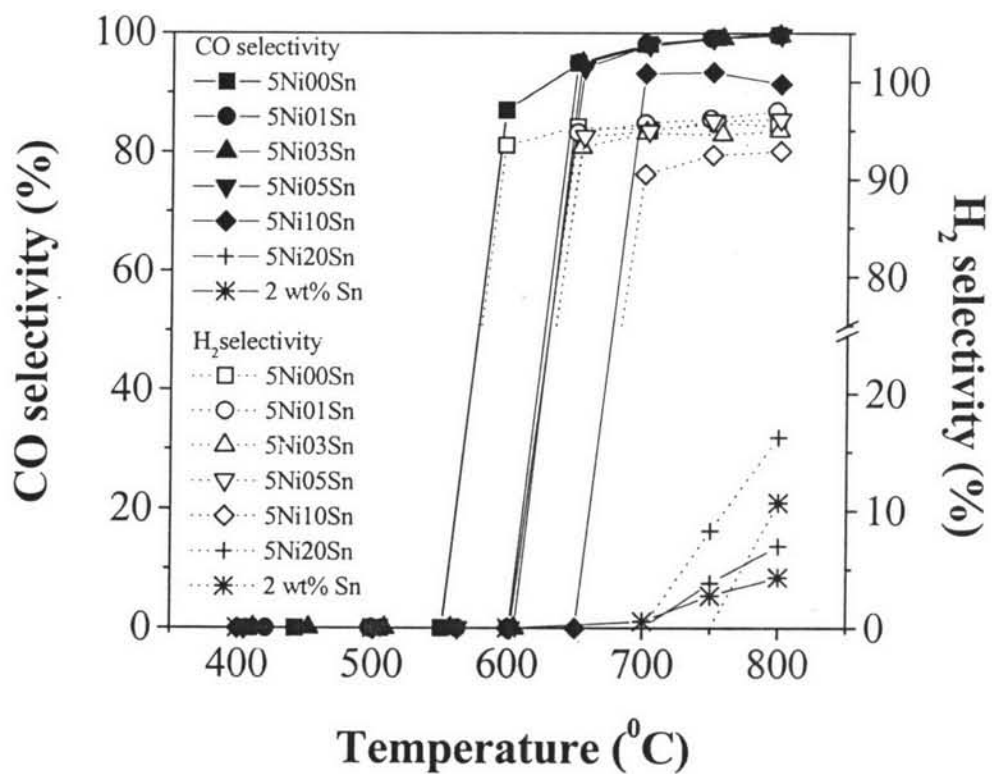 CO selectivity (%)
100
80
60
40
20
0
CO selectivity
5Ni00Sn
5Ni01Sn
5Ni03Sn
5Ni05Sn
5Ni10Sn
5Ni20Sn
2 wt% Sn
H₂selectivity
5Ni00Sn
5Ni01Sn
5Ni03Sn
5Ni05Sn
5Ni10Sn
5Ni20Sn
2 wt% Sn
100
90
80
20
10
0
H₂ selectivity (%)
400 500 600 700 800
Temperature (⁰C)